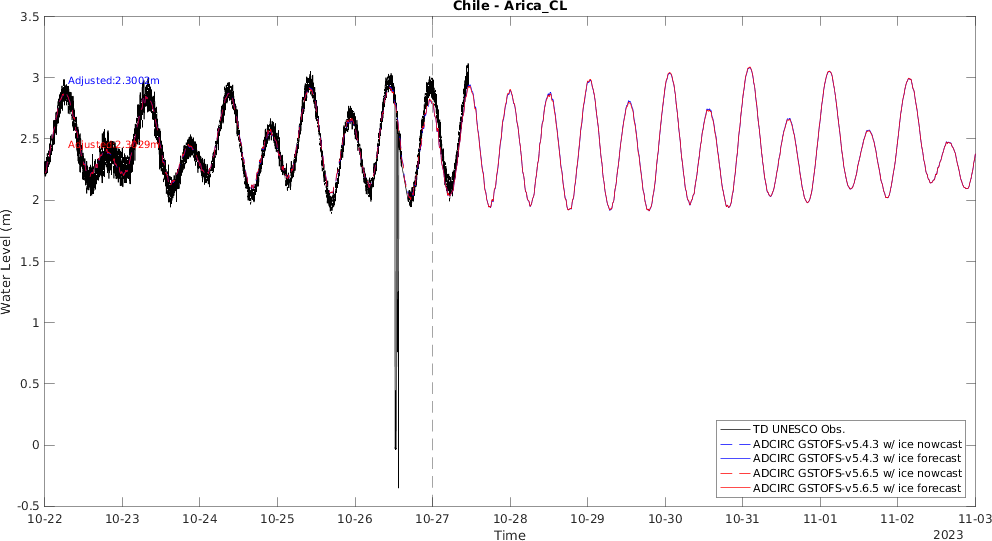 Chile - Arica_CL
3.5
3
2.5
2
1.5
1
0.5
0
-0.5
Water Level (m)
Adjusted:2.3002m
TD UNESCO Obs.
ADCIRC GSTOFS-v5.4.3 w/ ice nowcast
ADCIRC GSTOFS-v5.4.3 w/ ice forecast
ADCIRC GSTOFS-v5.6.5 w/ ice nowcast
ADCIRC GSTOFS-v5.6.5 w/ ice forecast
10-22 10-23 10-24 10-25 10-26 10-27 10-28 10-29 10-30 10-31 11-01 11-02 11-03
Time
2023